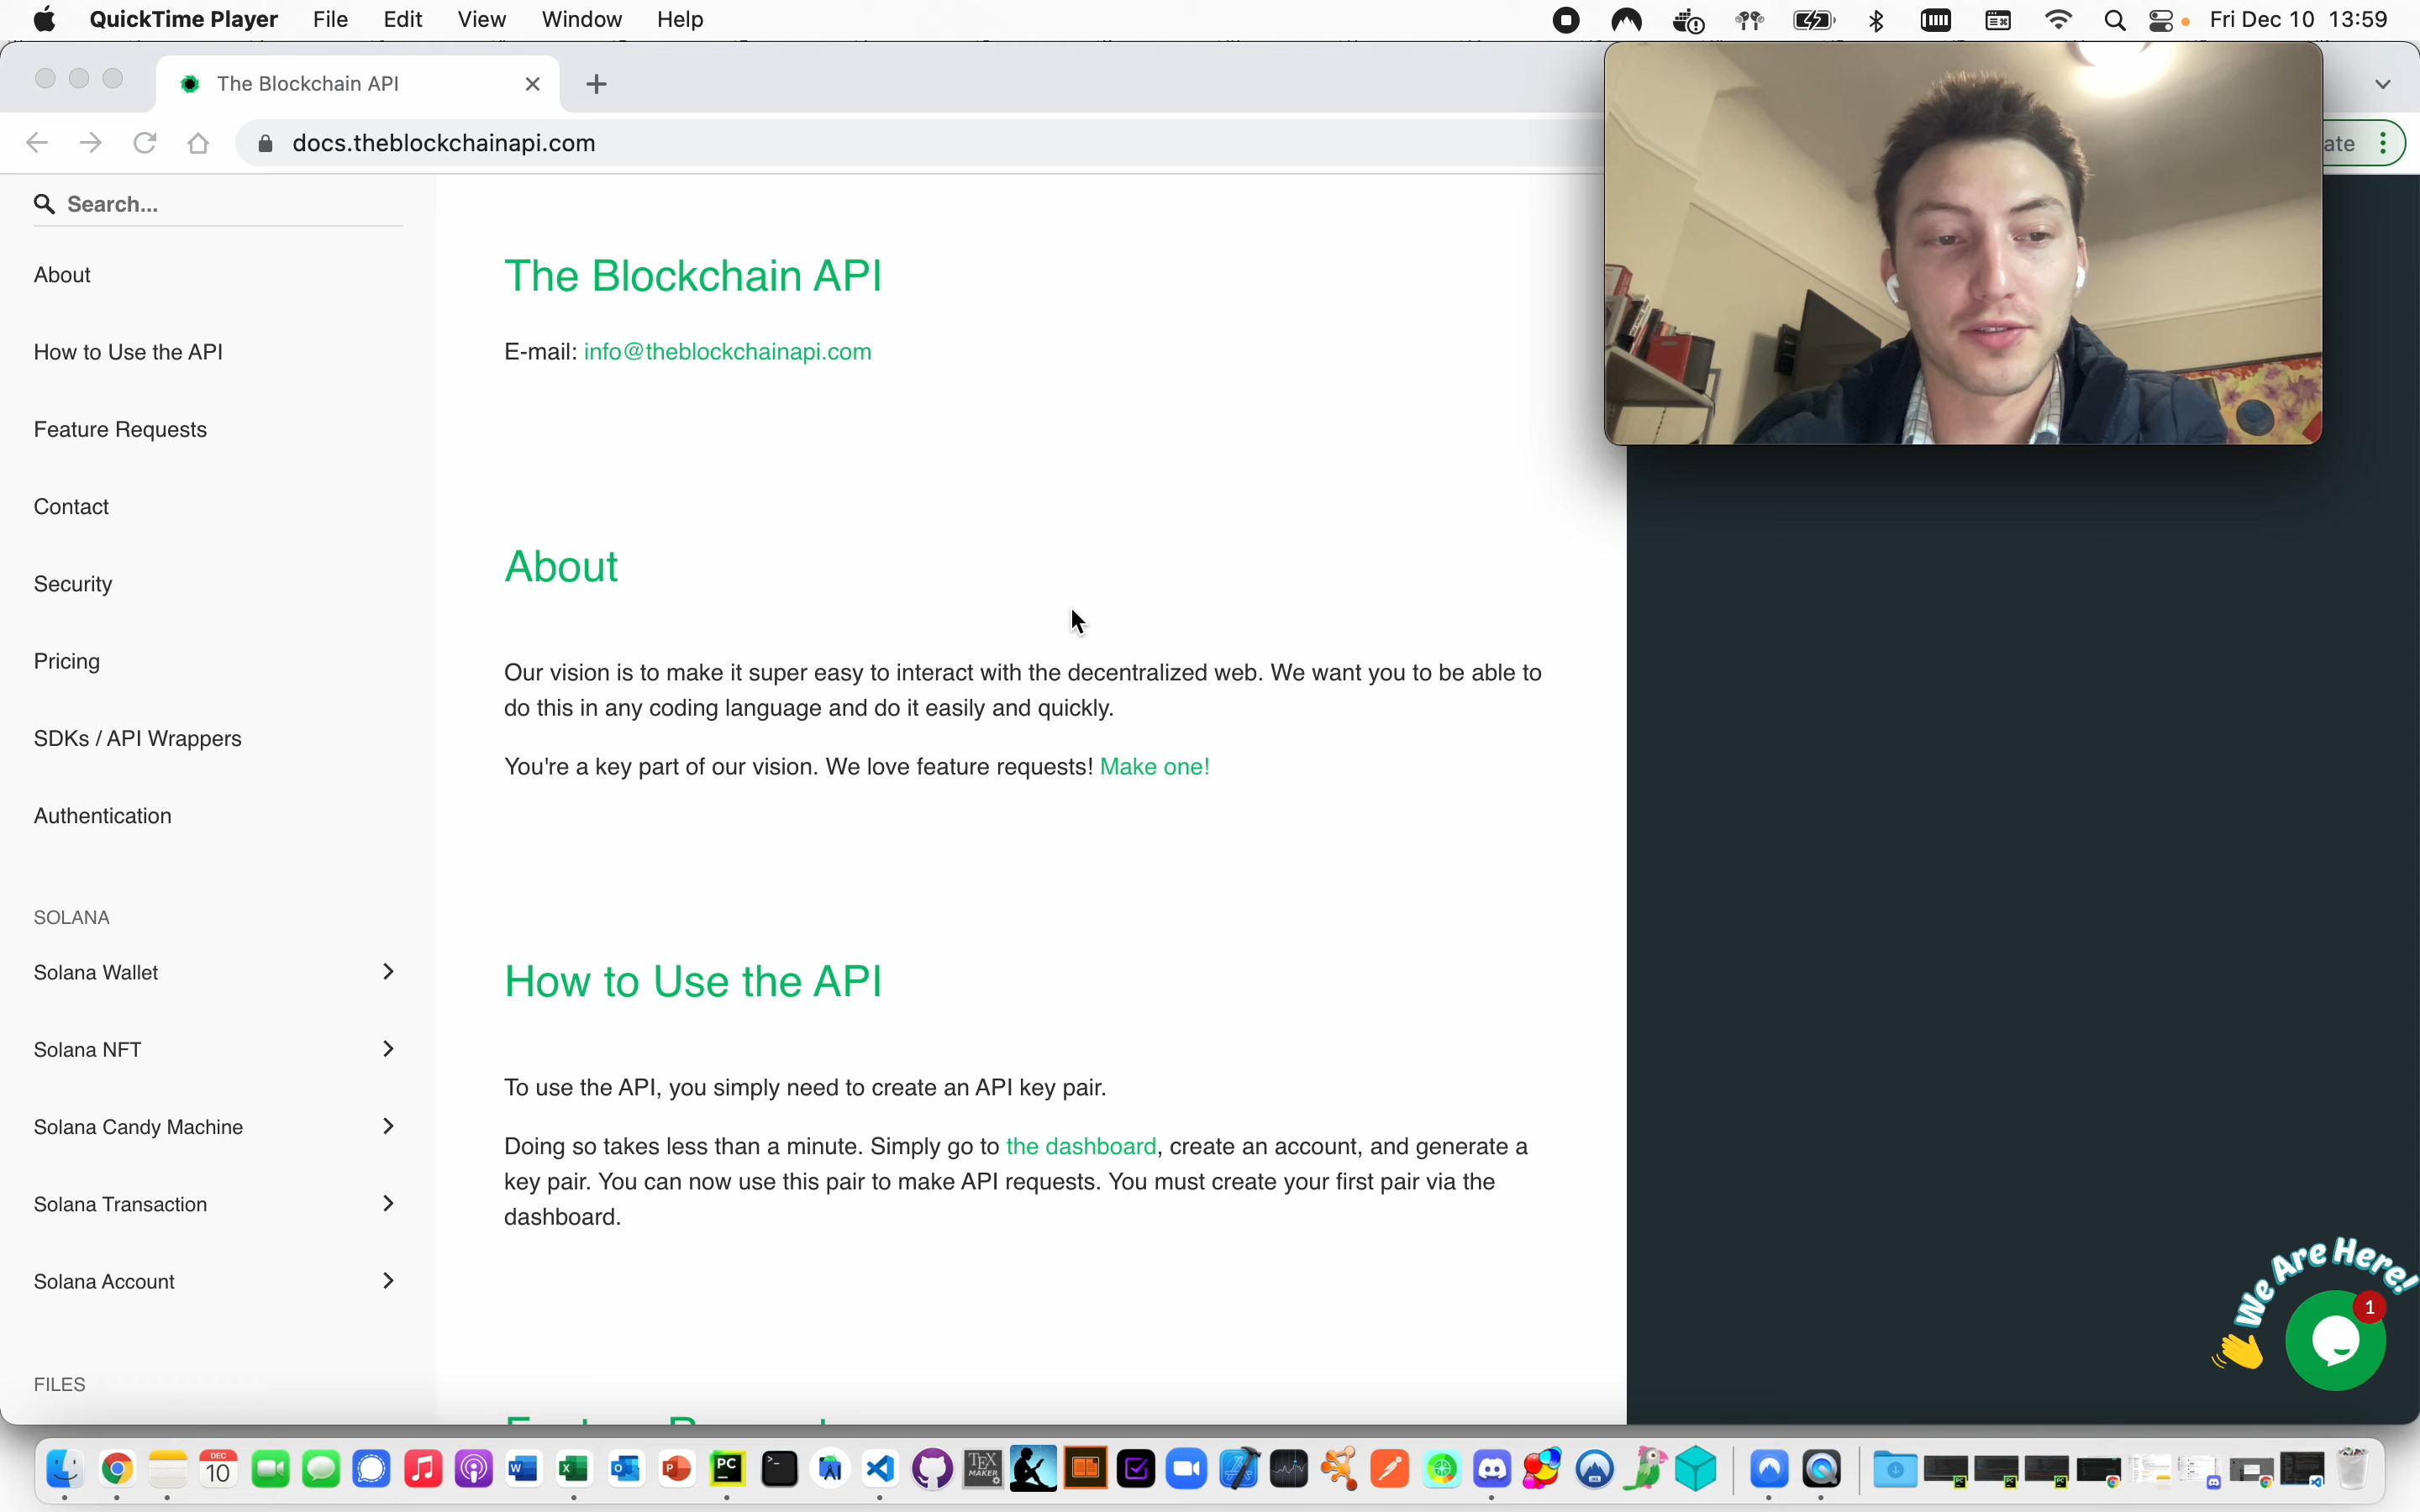 QuickTime Player File Edit View Window Help
Fri Dec 10 13:59
The Blockchain API
docs.theblockchainapi.com
ate
Search...
About
How to Use the API
Feature Requests
Contact
Security
Pricing
SDKs / API Wrappers
Authentication
SOLANA
Solana Wallet
Solana NFT
Solana Candy Machine
Solana Transaction
Solana Account
FILES
The Blockchain API
E-mail: info@theblockchainapi.com
About
Our vision is to make it super easy to interact with the decentralized web. We want you to be able to
do this in any coding language and do it easily and quickly.
You're a key part of our vision. We love feature requests! Make one!
How to Use the API
To use the API, you simply need to create an API key pair.
Doing so takes less than a minute. Simply go to the dashboard, create an account, and generate a
key pair. You can now use this pair to make API requests. You must create your first pair via the
dashboard.
We Are Here!
1
DEC
10
W
X
P
PC
TEX
MAKER